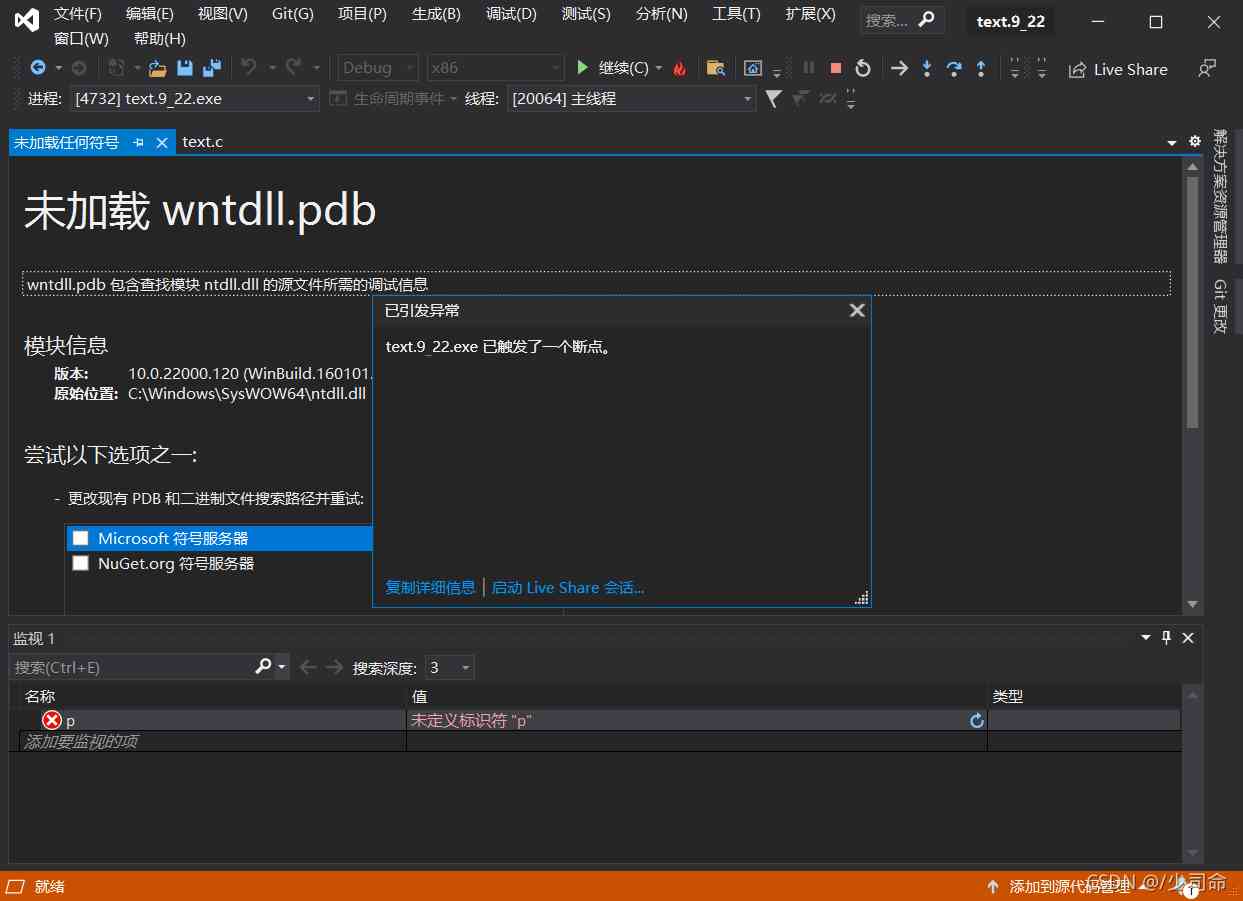 文件(F) 编辑(E) 视图(V) Git(G) 项目(P) 生成(B) 调试(D) 测试(S) 分析(N) 工具(T) 扩展(X) 搜索... text.9_22
窗口(W) 帮助(H)
Debug x86 继续(C) Live Share
进程: [4732] text.9_22.exe 生命周期事件 线程: [20064] 主线程
未加载任何符号 text.c
解决方案资源管理器
Git 更改
未加载 wntdll.pdb
wntdll.pdb 包含查找模块 ntdll.dll 的源文件所需的调试信息
已引发异常
text.9_22.exe 已触发了一个断点。
模块信息
版本: 10.0.22000.120 (WinBuild.160101.
原始位置: C:\Windows\SysWOW64\ntdll.dll
尝试以下选项之一:
- 更改现有 PDB 和二进制文件搜索路径并重试:
Microsoft 符号服务器
NuGet.org 符号服务器
复制详细信息 | 启动 Live Share 会话...
监视 1
搜索(Ctrl+E) 搜索深度: 3
名称 值 类型
p 未定义标识符 "p"
添加要监视的项
就绪 添加到源代码管理
CSDN @/少司命